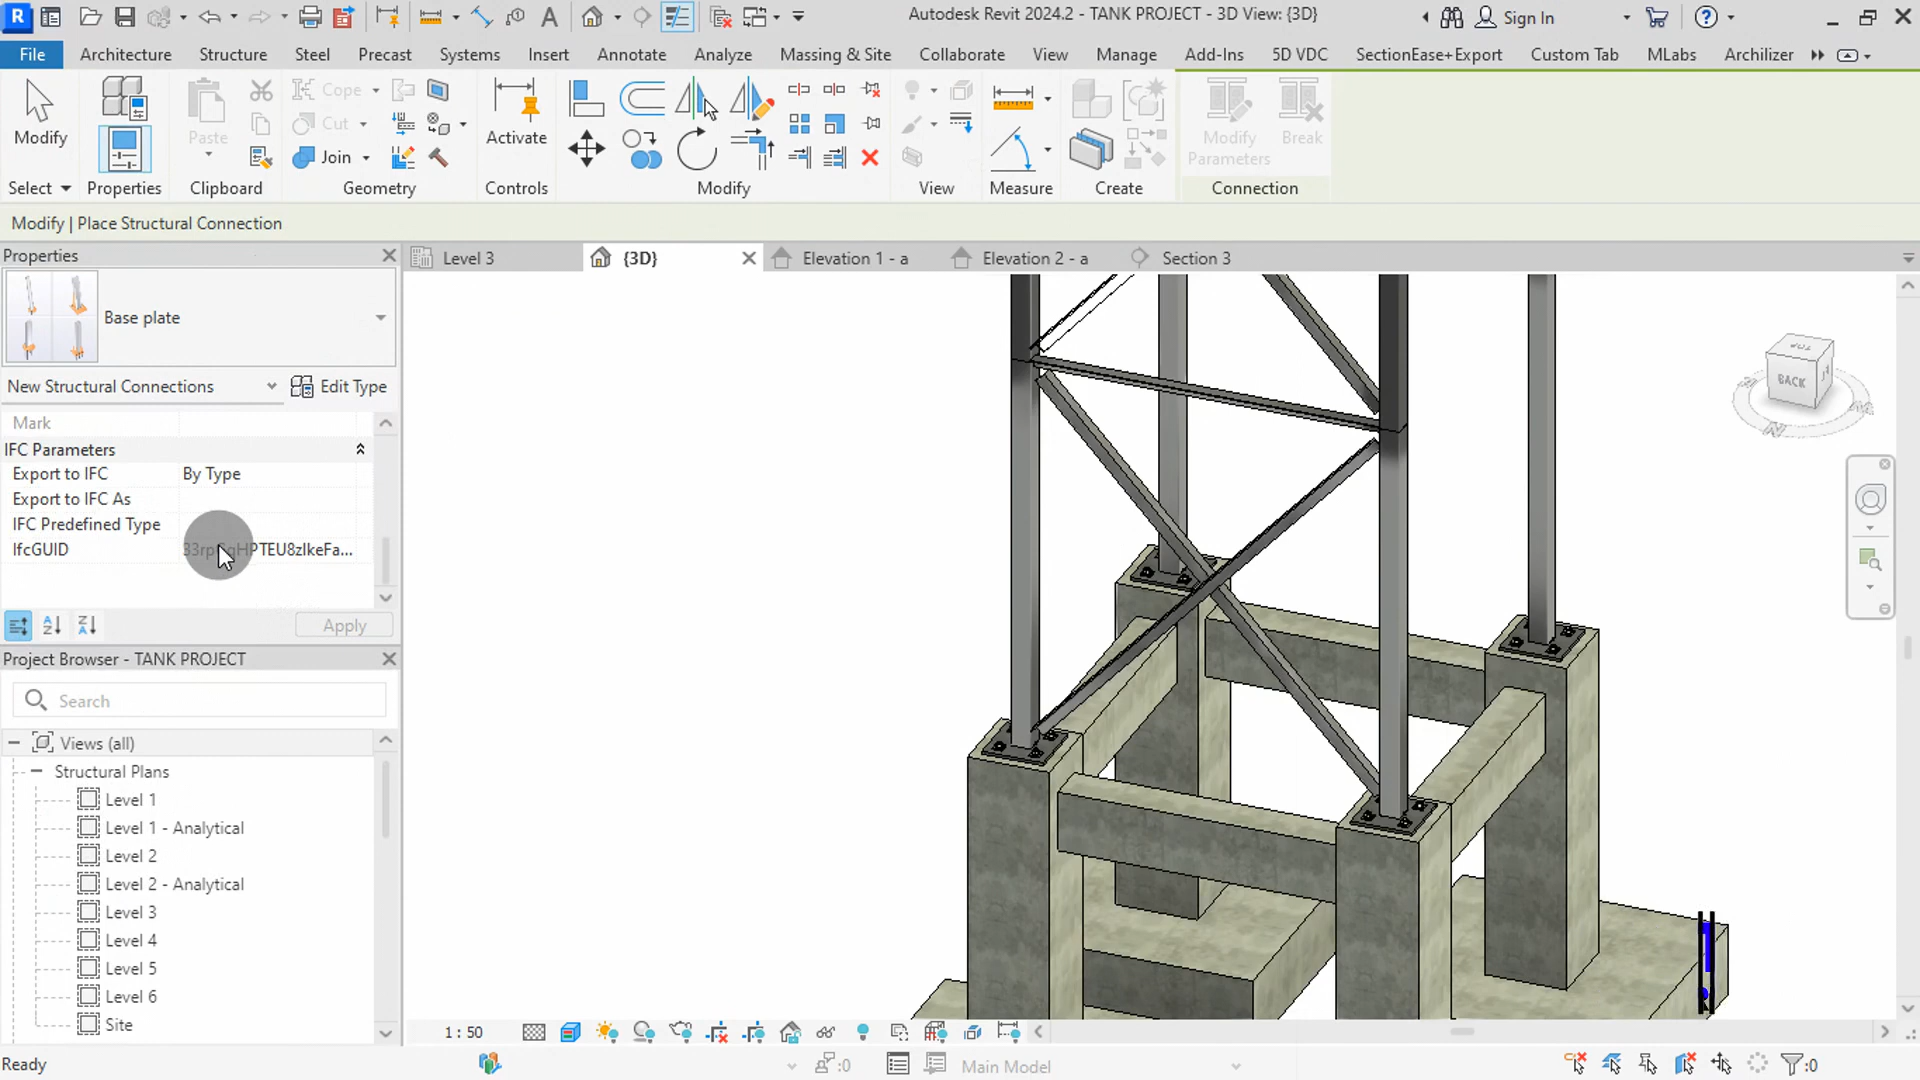 Autodesk Revit 2024.2 - TANK PROJECT - 3D View: {3D}
Sign In
File
Architecture
Structure
Steel
Precast
Systems
Insert
Annotate
Analyze
Massing & Site
Collaborate
View
Manage
Add-Ins
5D VDC
SectionEase+Export
Custom Tab
MLabs
Archilizer
Modify
Paste
Cope
Cut
Join
Activate
Modify Parameters
Break
Select
Properties
Clipboard
Geometry
Controls
Modify
View
Measure
Create
Connection
Modify | Place Structural Connection
Properties
Level 3
{3D}
Elevation 1 - a
Elevation 2 - a
Section 3
Base plate
New Structural Connections
Edit Type
Mark
IFC Parameters
Export to IFC
By Type
Export to IFC As
IFC Predefined Type
IfcGUID
Apply
TOP
BACK
Project Browser - TANK PROJECT
Search
Views (all)
Structural Plans
Level 1
Level 1 - Analytical
Level 2
Level 2 - Analytical
Level 3
Level 4
Level 5
Level 6
Site
1 : 50
Ready
:0
Main Model
:0